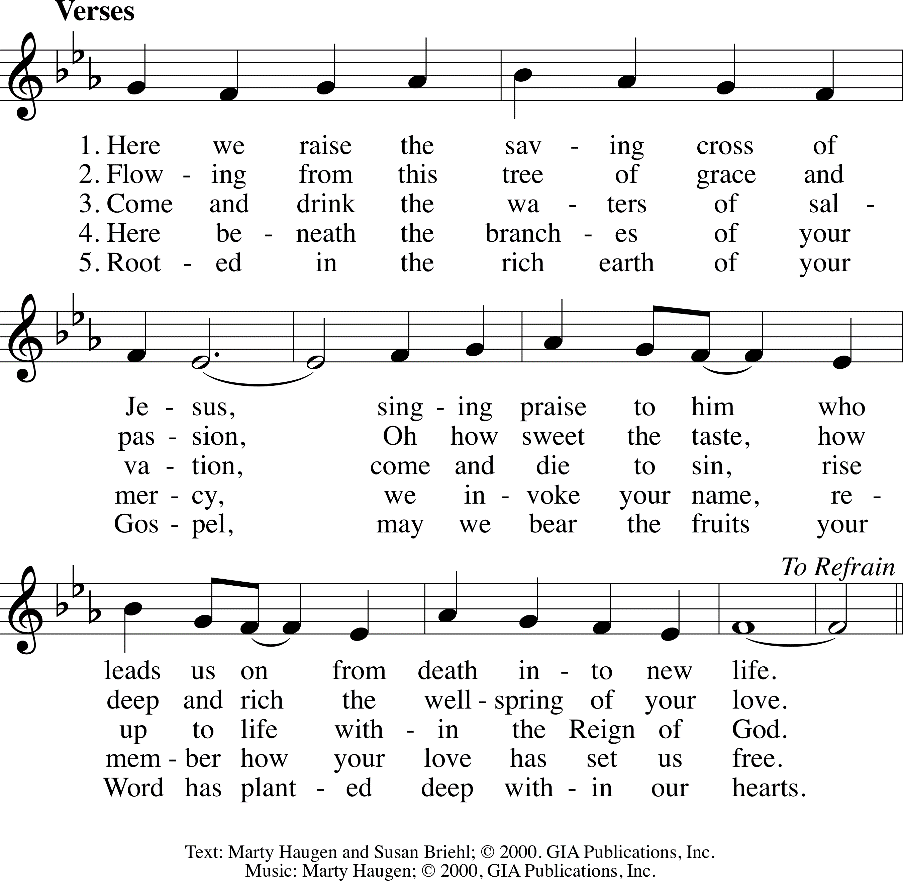 Verses
1. Here we raise the sav - ing cross of
2. Flow - ing from this tree of grace and
3. Come and drink the wa - ters of sal -
4. Here be - neath the branch - es of your
5. Root - ed in the rich earth of your
Je - sus, sing - ing praise to him who
pas - sion, Oh how sweet the taste, how
va - tion, come and die to sin, rise
mer - cy, we in - voke your name, re -
Gos - pel, may we bear the fruits your
To Refrain
leads us on from death in - to new life.
deep and rich the well - spring of your love.
up to life with - in the Reign of God.
mem - ber how your love has set us free.
Word has plant - ed deep with - in our hearts.
Text: Marty Haugen and Susan Briehl; © 2000. GIA Publications, Inc.
Music: Marty Haugen; © 2000, GIA Publications, Inc.